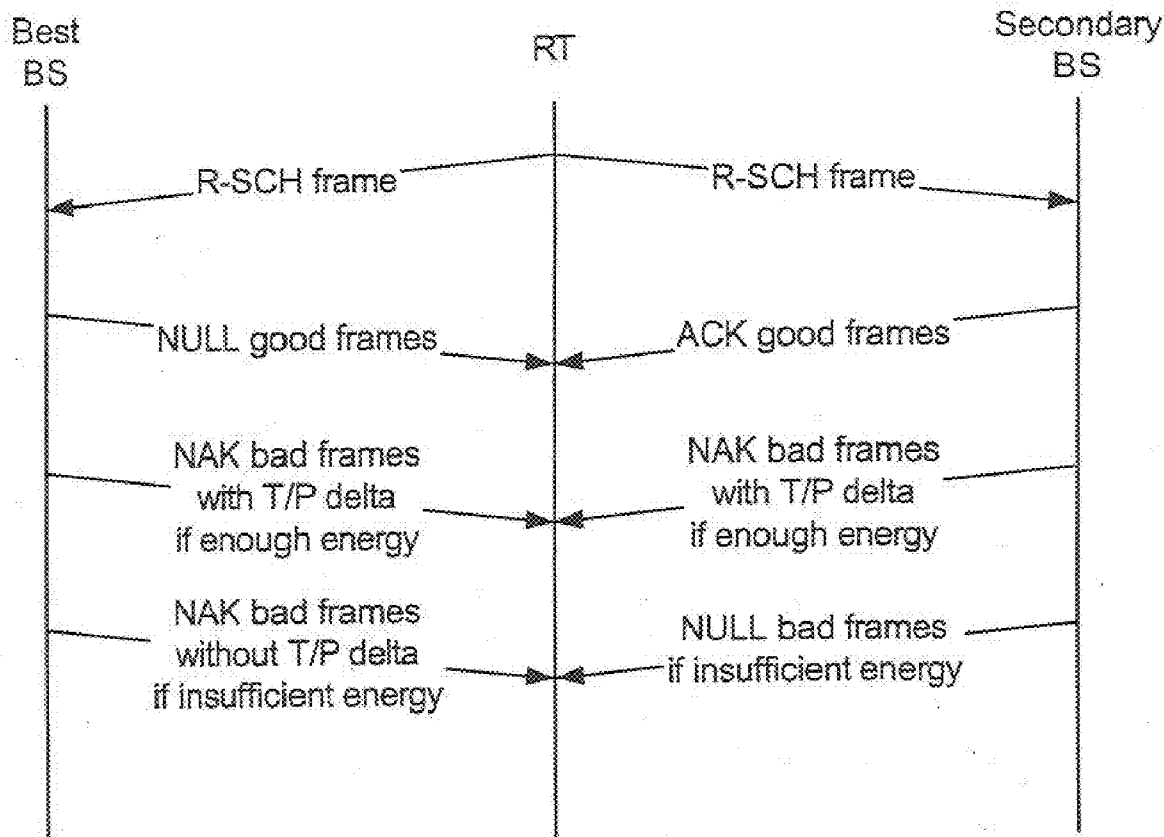 Best
BS
RT
Secondary
BS
R-SCH frame
R-SCH frame
NULL good frames
ACK good frames
NAK bad frames
with T/P delta
if enough energy
NAK bad frames
with T/P delta
if enough energy
NAK bad frames
without T/P delta
if insufficient energy
NULL bad frames
if insufficient energy